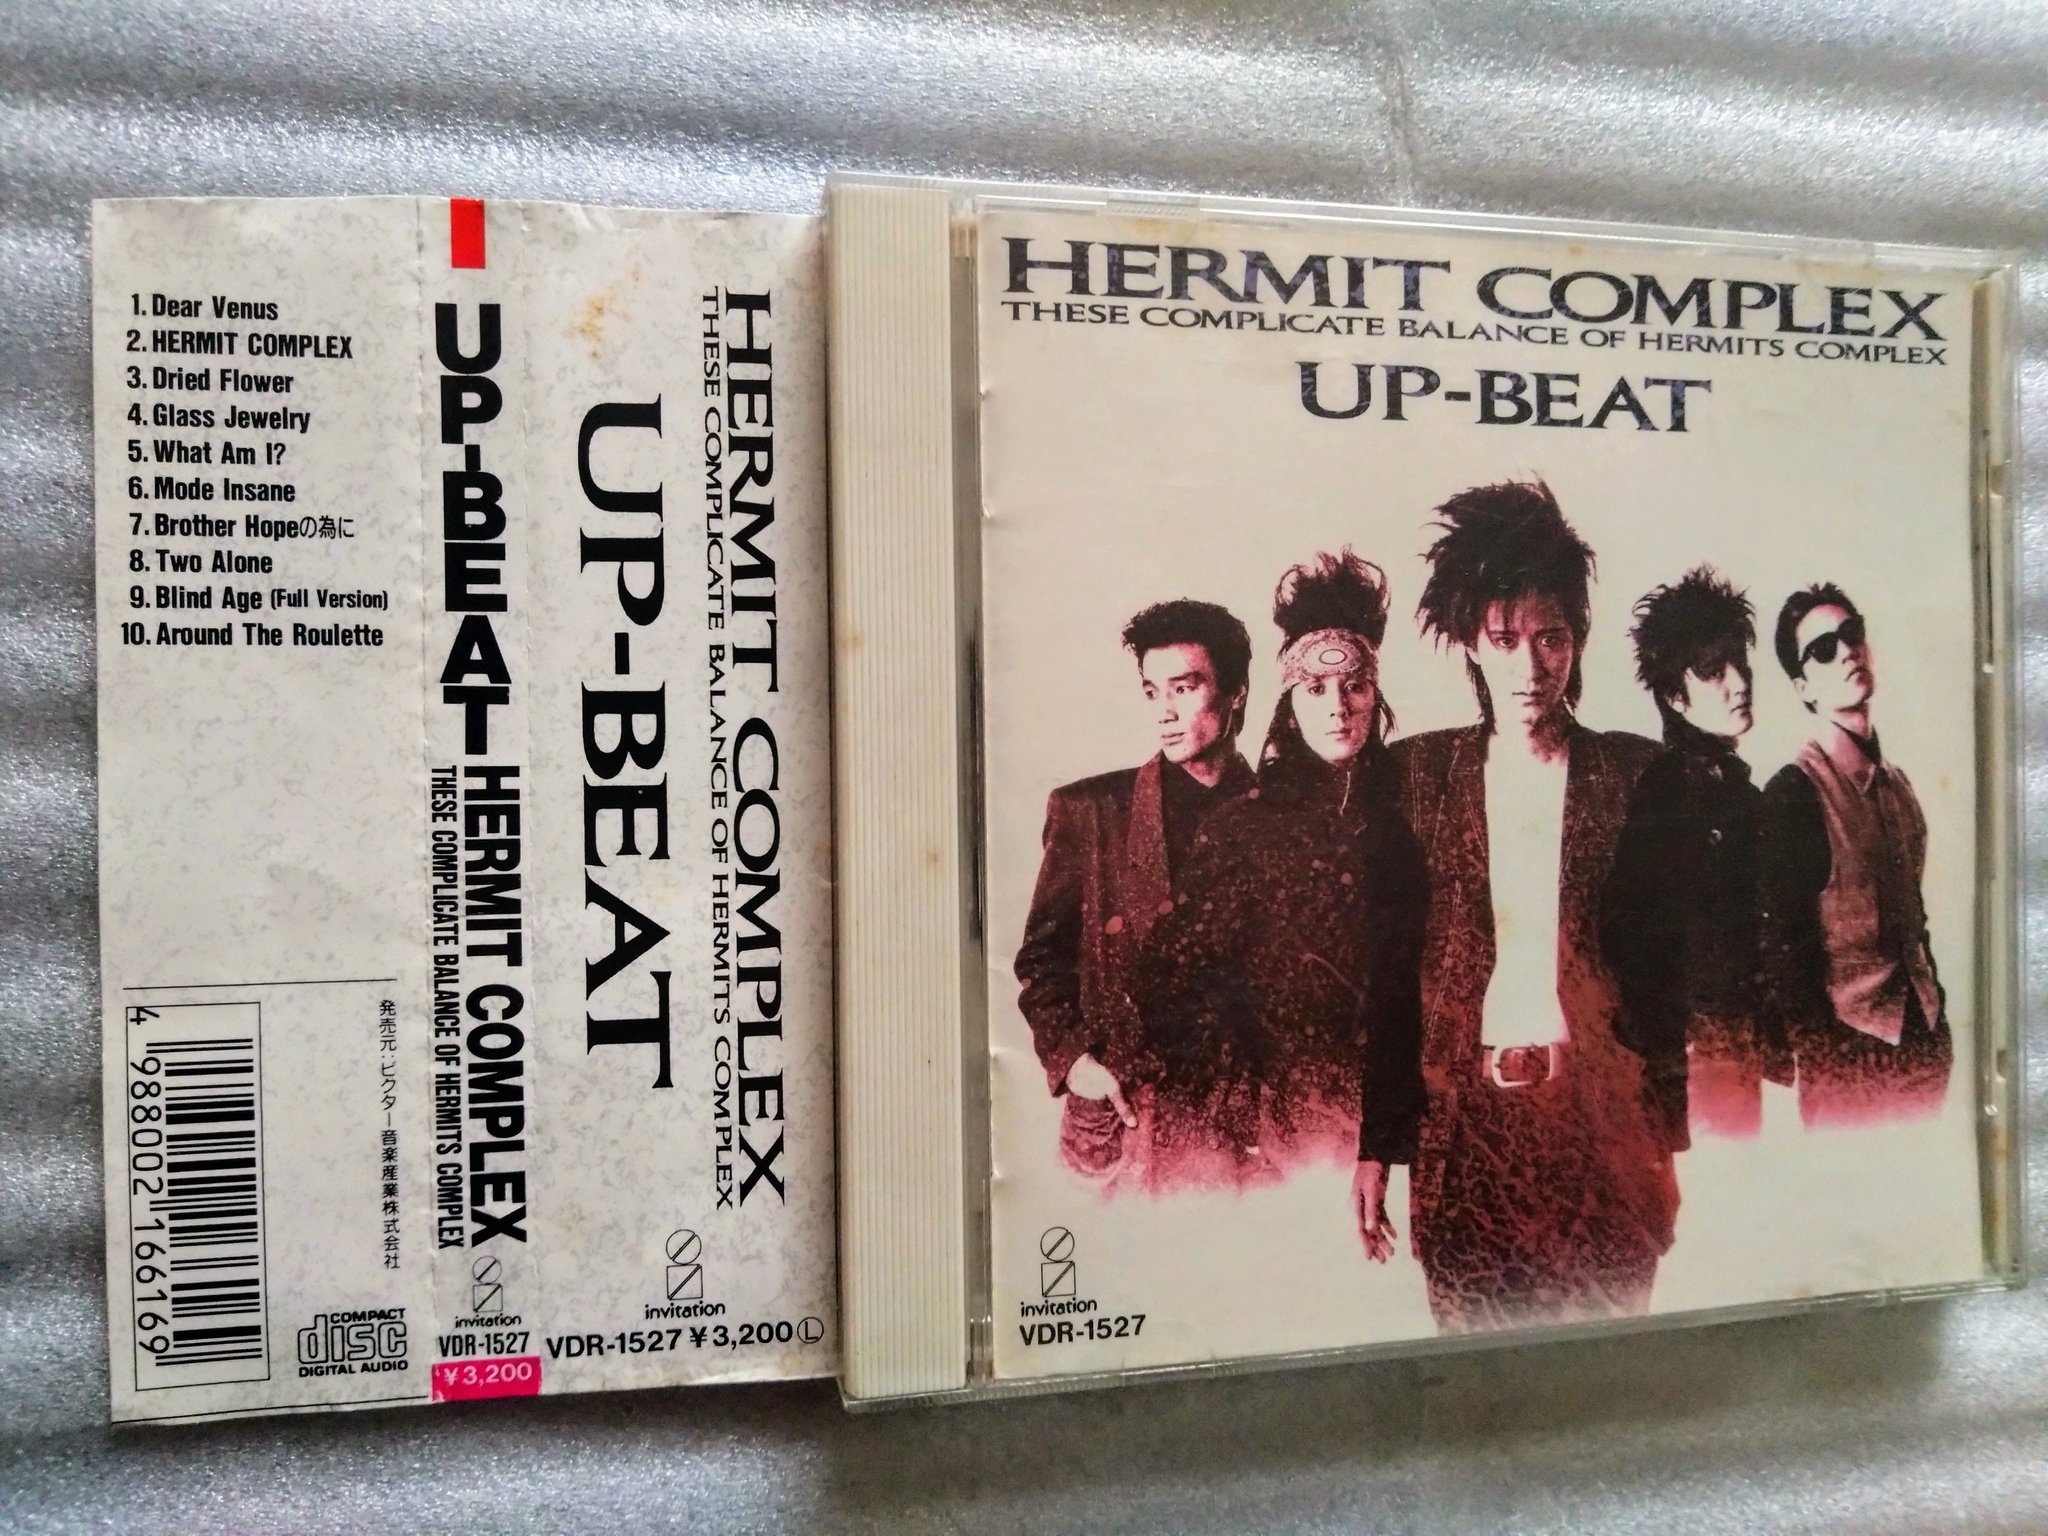 1. Dear Venus
2. HERMIT COMPLEX
3. Dried Flower
4. Glass Jewelry
5. What Am I?
6. Mode Insane
7. Brother Hopeの為に
8. Two Alone
9. Blind Age (Full Version)
10. Around The Roulette
発売元:ビクター音楽産業株式会社
4 988002 166169
COMPACT
disc
DIGITAL AUDIO
UP-BEAT HERMIT COMPLEX
THESE COMPLICATE BALANCE OF HERMITS COMPLEX
invitation
VDR-1527
¥3,200
HERMIT COMPLEX
THESE COMPLICATE BALANCE OF HERMITS COMPLEX
UP-BEAT
invitation
VDR-1527 ¥3,200 Ⓛ
HERMIT COMPLEX
THESE COMPLICATE BALANCE OF HERMITS COMPLEX
UP-BEAT
invitation
VDR-1527